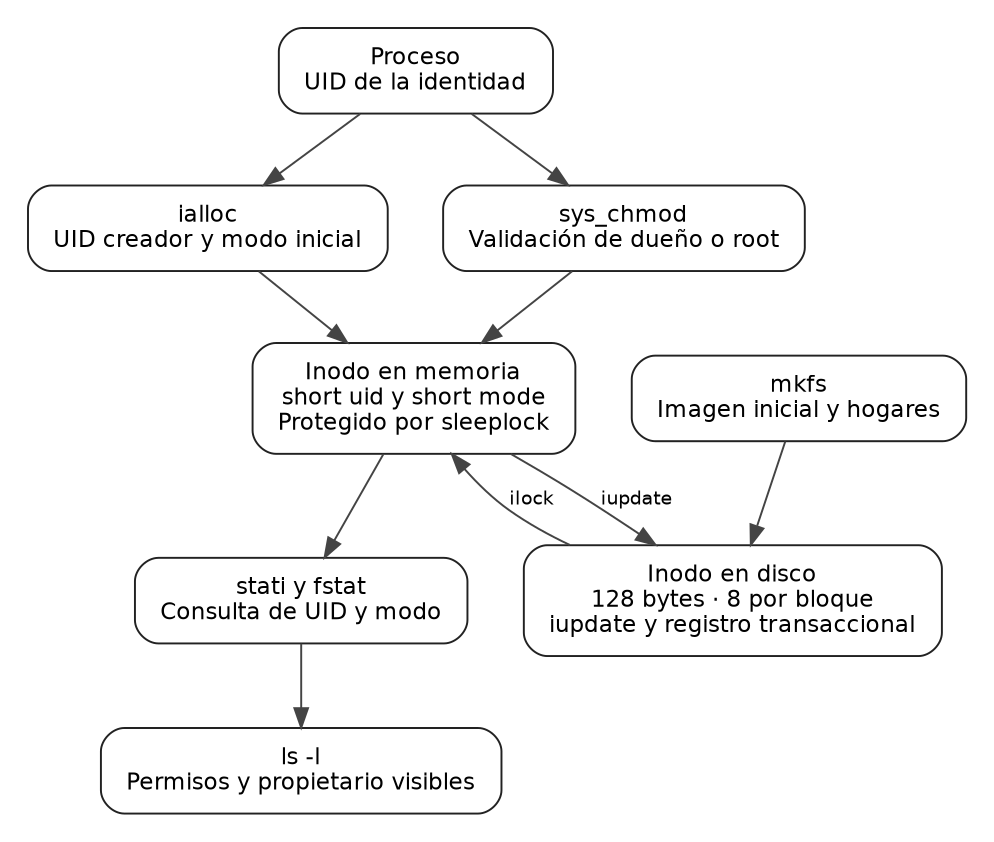 Proceso
UID de la identidad
ialloc
UID creador y modo inicial
sys_chmod
Validación de dueño o root
Inodo en memoria
short uid y short mode
Protegido por sleeplock
mkfs
Imagen inicial y hogares
ilock
iupdate
stati y fstat
Consulta de UID y modo
Inodo en disco
128 bytes · 8 por bloque
iupdate y registro transaccional
ls -l
Permisos y propietario visibles